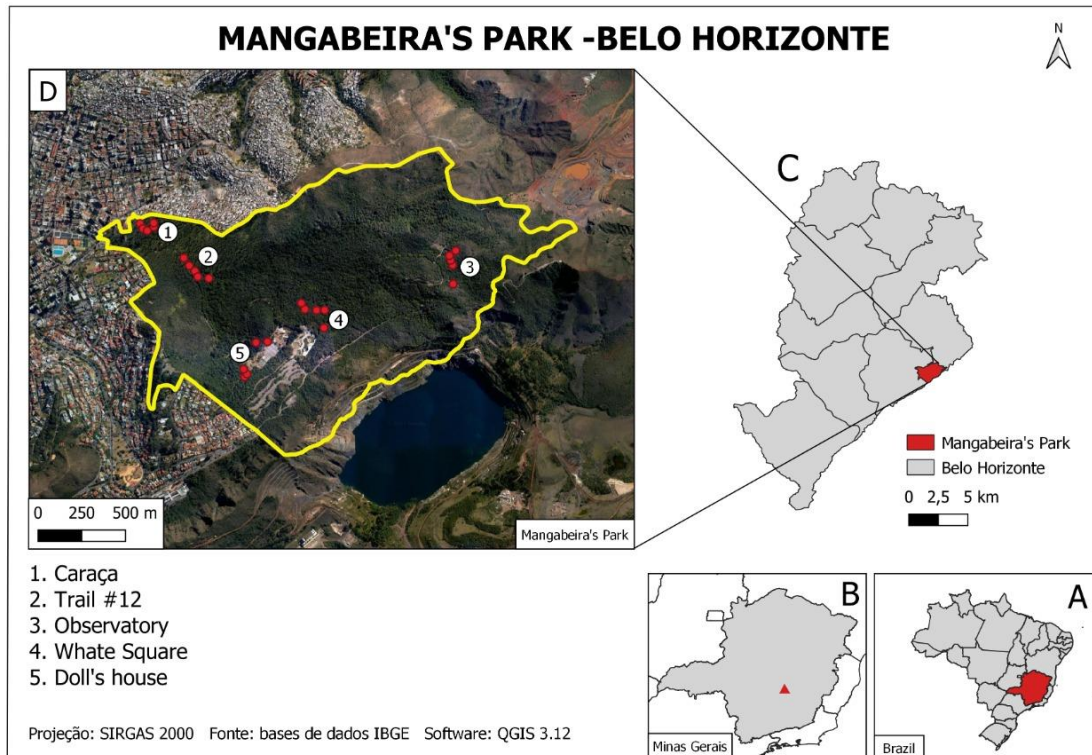 MANGABEIRA'S PARK -BELO HORIZONTE
N
D
1
2
3
4
5
0 250 500 m
Mangabeira's Park
C
Mangabeira's Park
Belo Horizonte
0 2,5 5 km
1. Caraça
2. Trail #12
3. Observatory
4. Whate Square
5. Doll's house
B
Minas Gerais
A
Brazil
Projeção: SIRGAS 2000 Fonte: bases de dados IBGE Software: QGIS 3.12